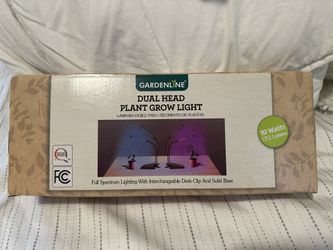 GARDENLINE
DUAL HEAD
PLANT GROW LIGHT
LÁMPARA DOBLE PARA CRECIMIENTO DE PLANTAS
10 Watts
SGS
FC
Full Spectrum Lighting With Interchangeable Desk Clip And Solid Base